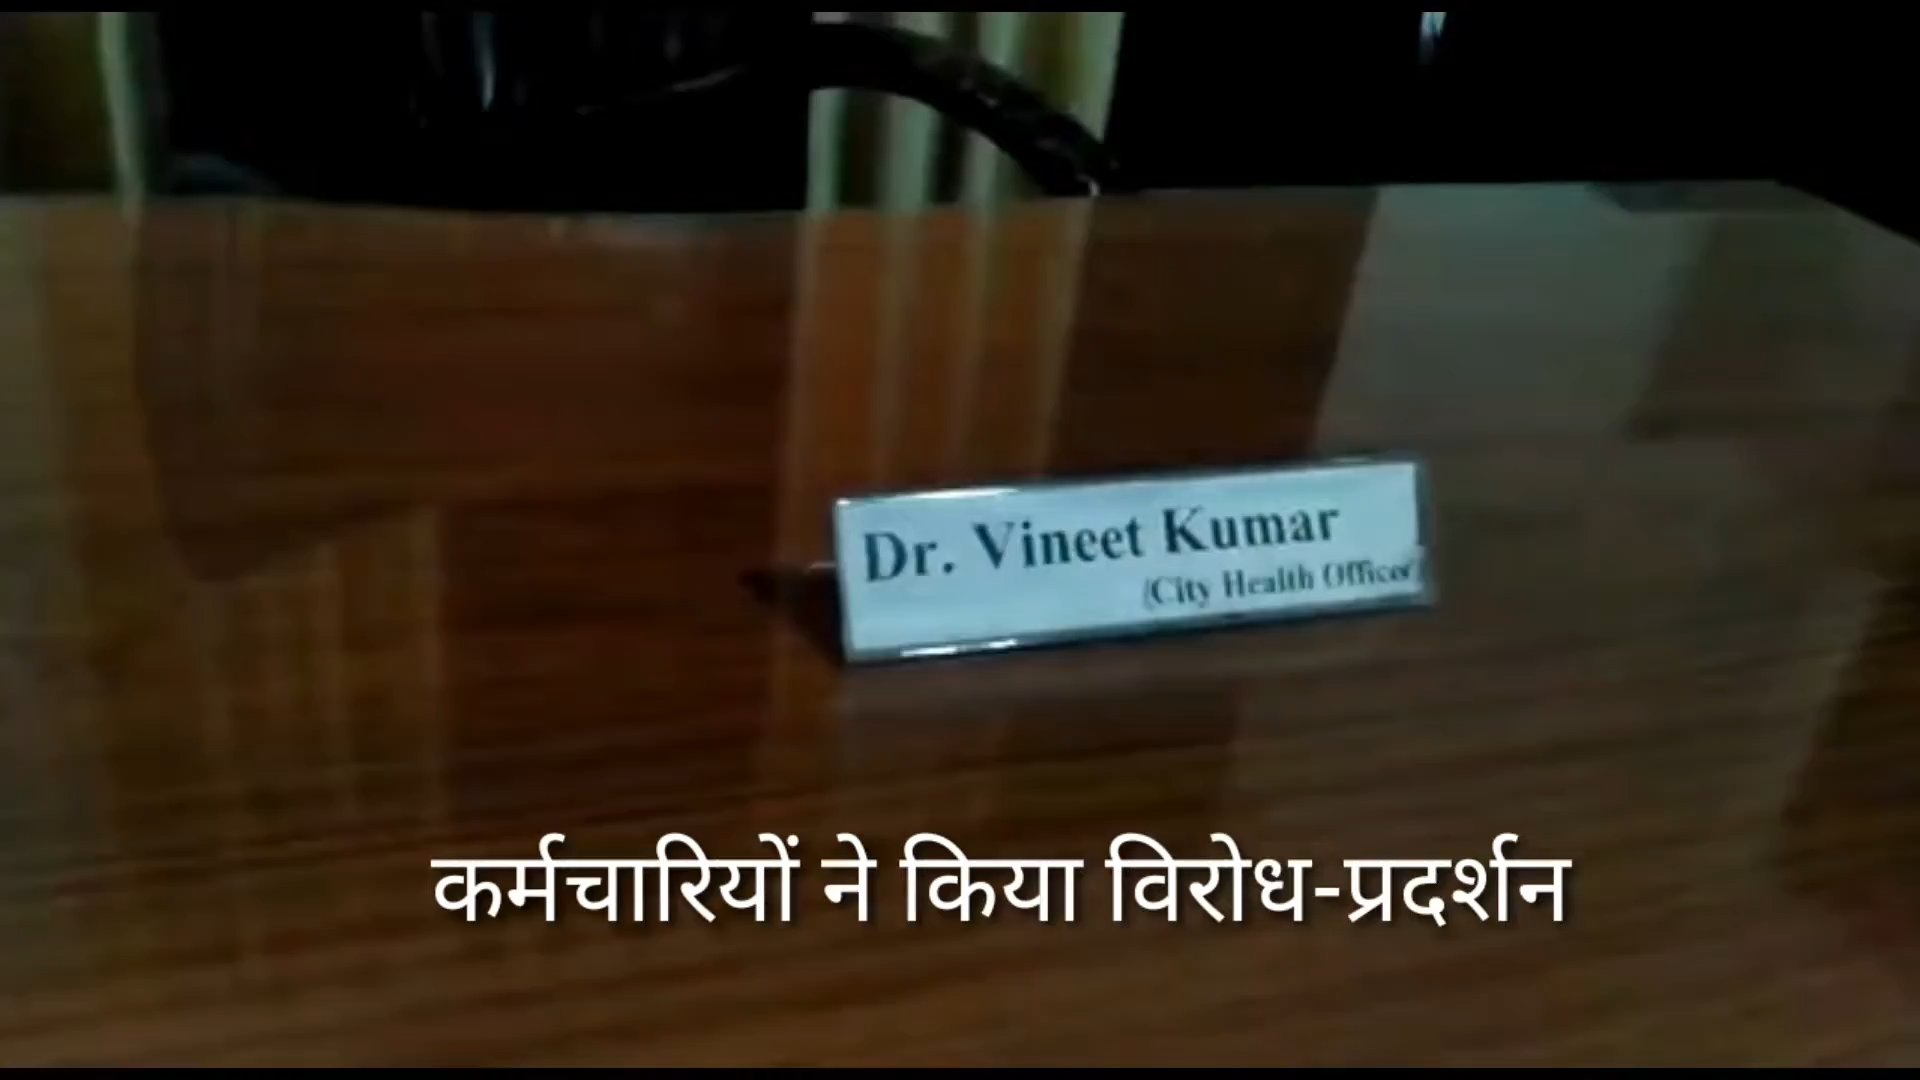 Dr. Vineet Kumar
(City Health Officer)
कर्मचारियों ने किया विरोध-प्रदर्शन